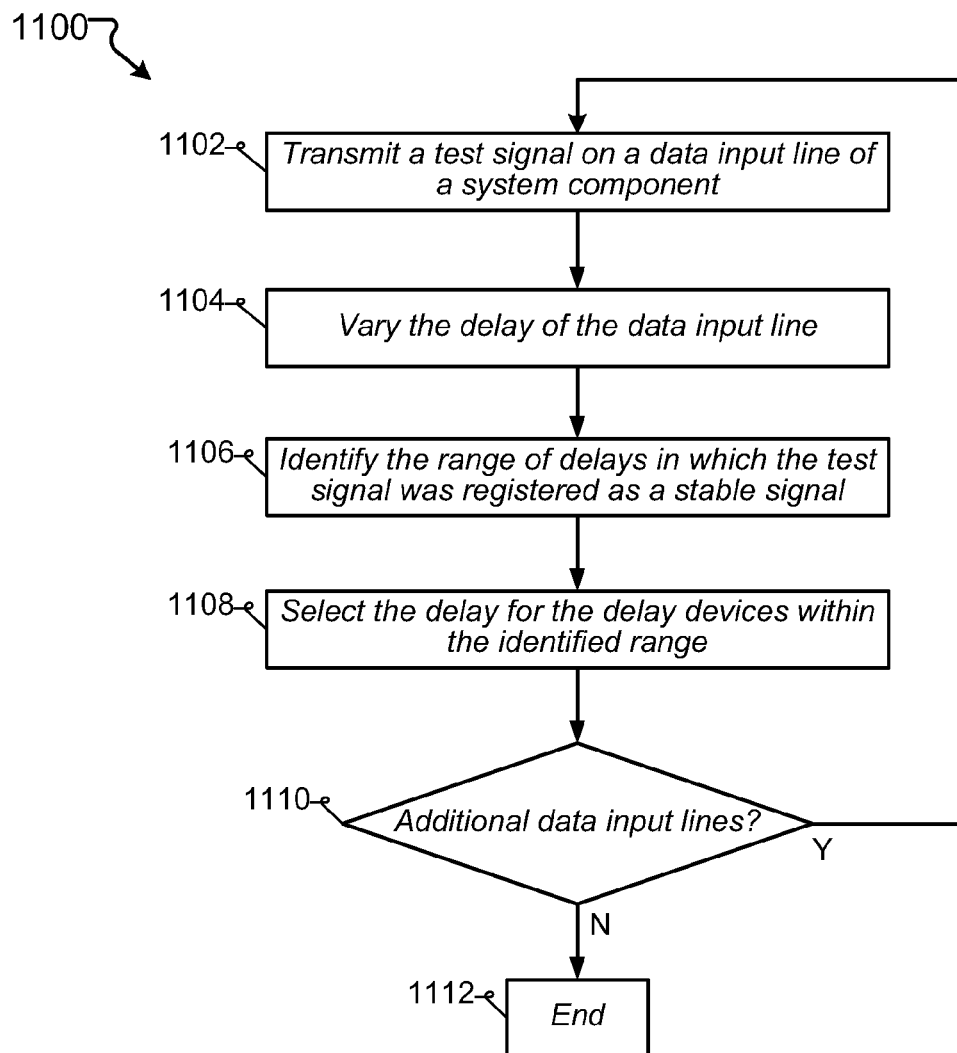 1100
1102
Transmit a test signal on a data input line of
a system component
1104
Vary the delay of the data input line
1106
Identify the range of delays in which the test
signal was registered as a stable signal
1108
Select the delay for the delay devices within
the identified range
1110
Additional data input lines?
Y
N
1112
End